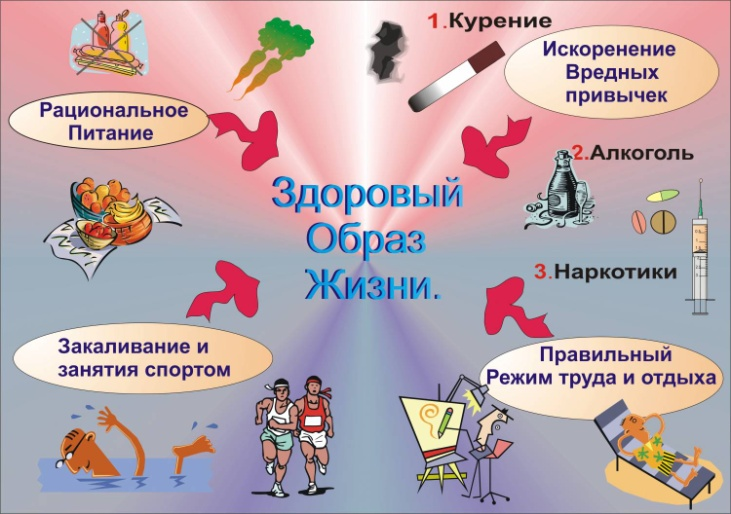 1.Курение
Искоренение
Вредных
привычек
Рациональное
Питание
2.Алкоголь
Здоровый
Образ
Жизни.
3.Наркотики
Закаливание и
занятия спортом
Правильный
Режим труда и отдыха